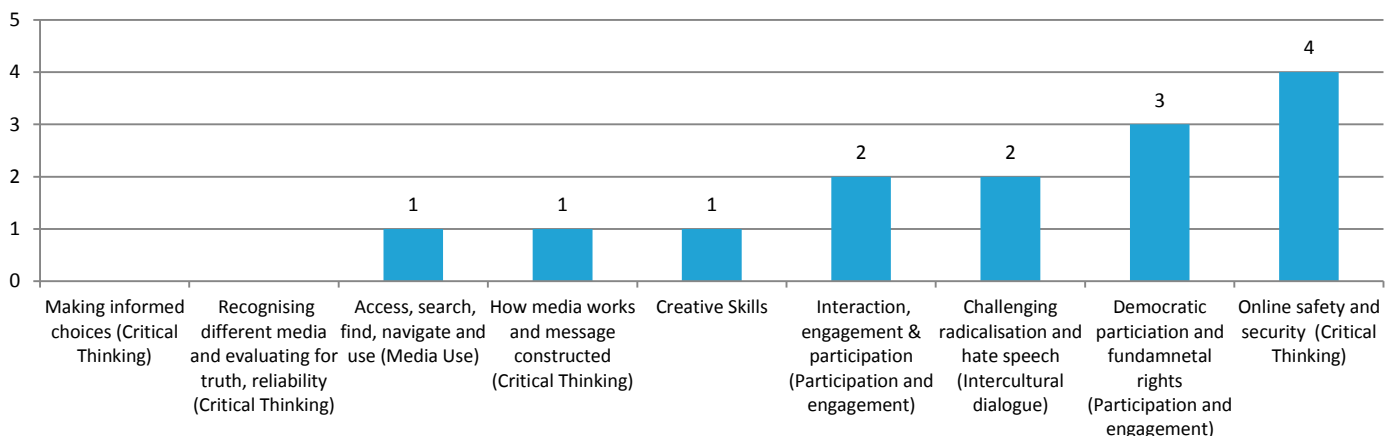 5
4
3
2
1
0
1
1
1
2
2
3
4
Making informed
choices (Critical
Thinking)
Recognising
different media
and evaluating for
truth, reliability
(Critical Thinking)
Access, search,
find, navigate and
use (Media Use)
How media works
and message
constructed
(Critical Thinking)
Creative Skills
Interaction,
engagement &
participation
(Participation and
engagement)
Challenging
radicalisation and
hate speech
(Intercultural
dialogue)
Democratic
particiation and
fundamnetal
rights
(Participation and
engagement)
Online safety and
security (Critical
Thinking)